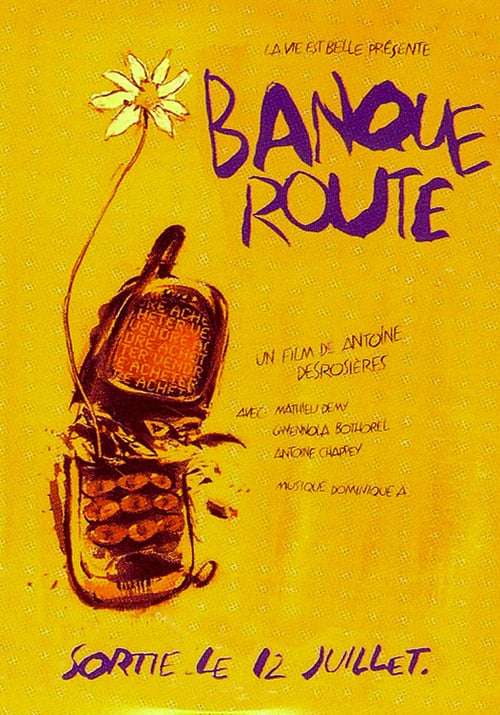 LA VIE EST BELLE PRÉSENTE
BANQUE
ROUTE
UN FILM DE ANTOINE
DESROSIÈRES
AVEC: MATHIEU DEMY
GWENNOLA BOTHOREL
ANTOINE CHAPPEY
MUSIQUE DOMINIQUE A.
SORTIE LE 12 JUILLET.